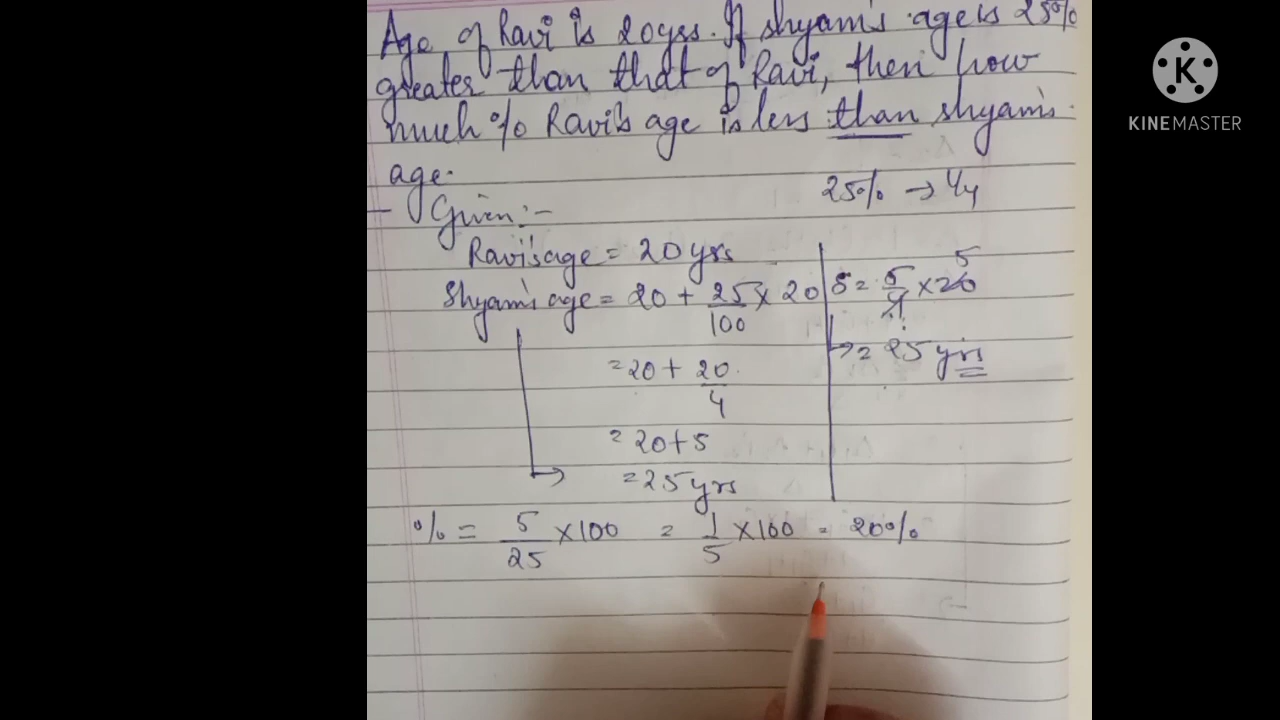 Age of Ravi is 20yrs. If shyam's age is 25%
greater than that of Ravi, then how
much % Ravi's age is less than shyam's
age.
25% → 1/4
Given:-
Ravi's age = 20 yrs
Shyam's age = 20 + 25/100 × 20
= 20 + 20/4
= 20+5
= 25 yrs
S = 5/4 × 20 5
= 25 yrs
% = 5/25 × 100 = 1/5 × 100 = 20%
K
KINEMASTER